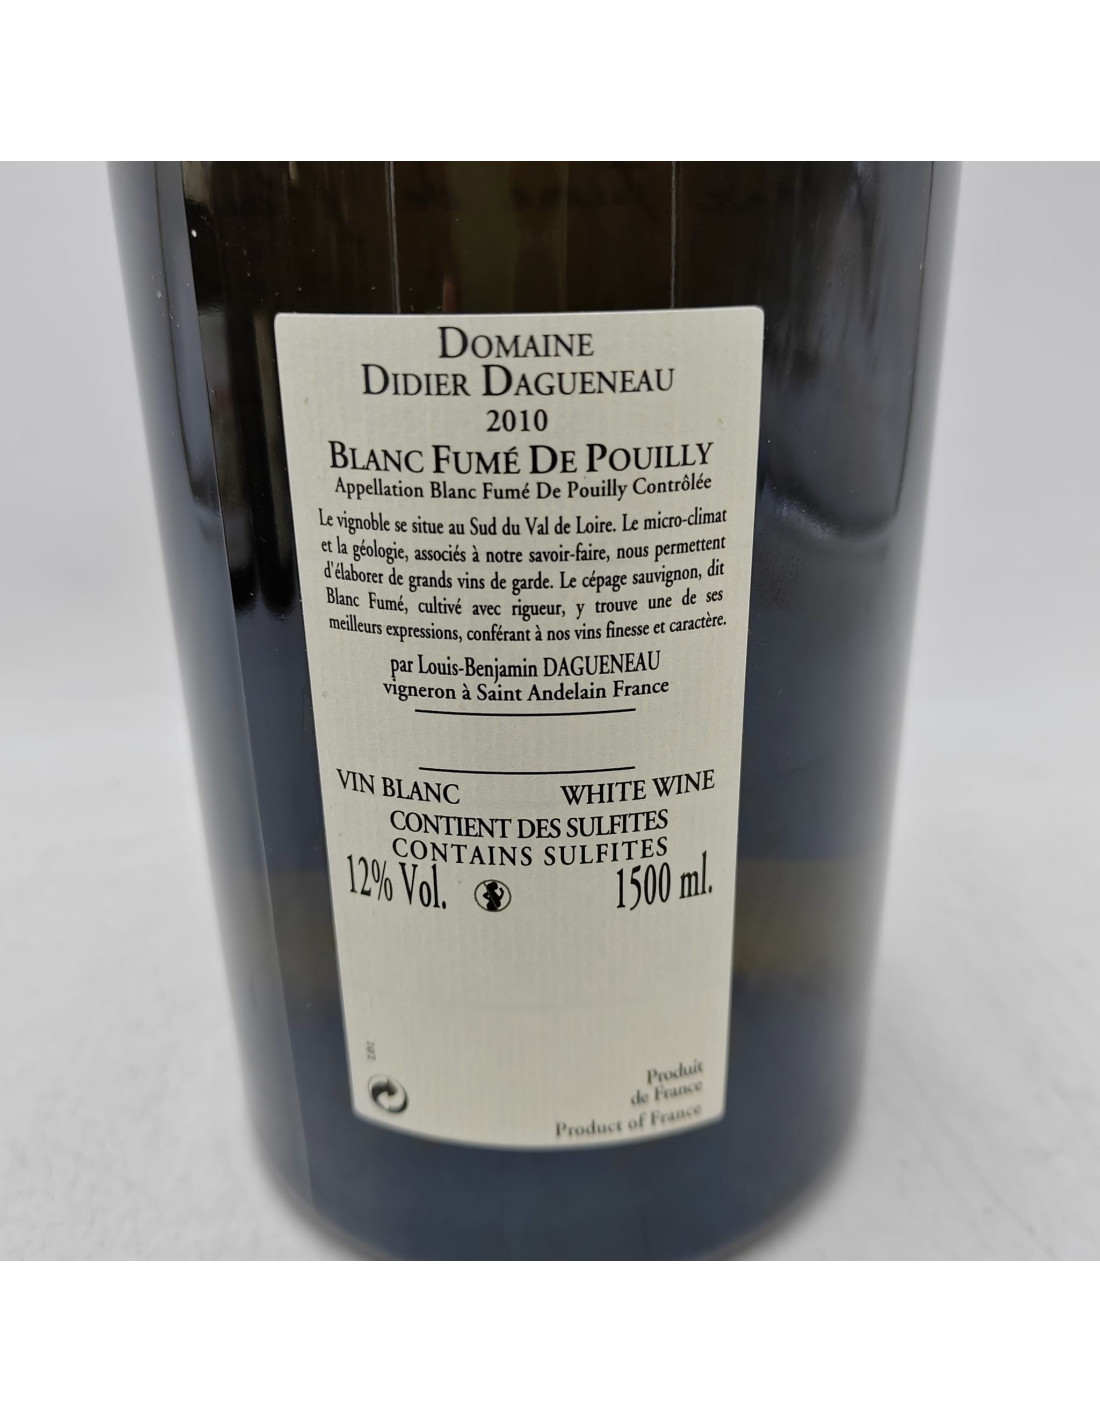 DOMAINE
DIDIER DAGUENEAU
2010
BLANC FUMÉ DE POUILLY
Appellation Blanc Fumé De Pouilly Contrôlée
Le vignoble se situe au Sud du Val de Loire. Le micro-climat
et la géologie, associés à notre savoir-faire, nous permettent
d'élaborer de grands vins de garde. Le cépage sauvignon, dit
Blanc Fumé, cultivé avec rigueur, y trouve une de ses
meilleurs expressions, conférant à nos vins finesse et caractère.
par Louis-Benjamin DAGUENEAU
vigneron à Saint Andelain France
VIN BLANC WHITE WINE
CONTIENT DES SULFITES
CONTAINS SULFITES
12% Vol. 1500 ml.
Produit
de France
Product of France